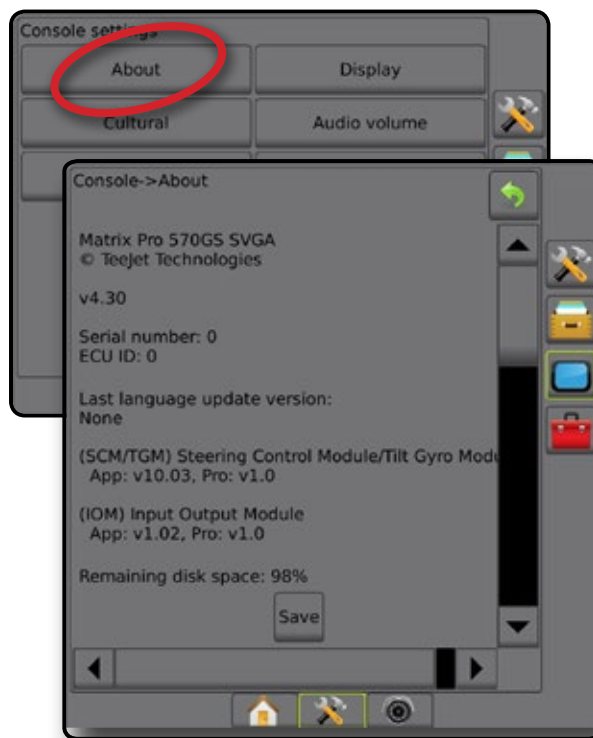 Console settings
About
Display
Cultural
Audio volume
Console->About
Matrix Pro 570GS SVGA
© TeeJet Technologies
v4.30
Serial number: 0
ECU ID: 0
Last language update version:
None
(SCM/TGM) Steering Control Module/Tilt Gyro
App: v10.03, Pro: v1.0
(IOM) Input Output Module
App: v1.02, Pro: v1.0
Remaining disk space: 98%
Save